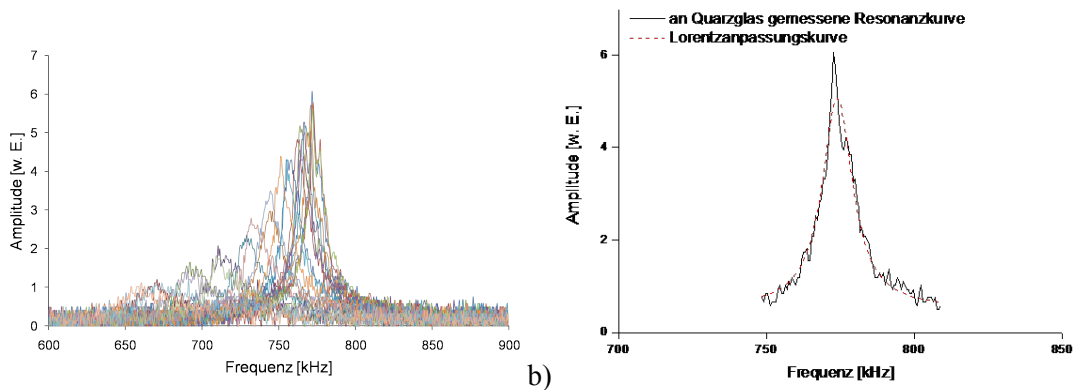 7
6
5
4
3
2
1
0
Amplitude [w. E.]
600 650 700 750 800 850 900
Frequenz [kHz]
b)
an Quarzglas gemessene Resonanzkurve
Lorentzanpassungskurve
6
4
2
0
Amplitude [w. E.]
700 750 800 850
Frequenz [kHz]